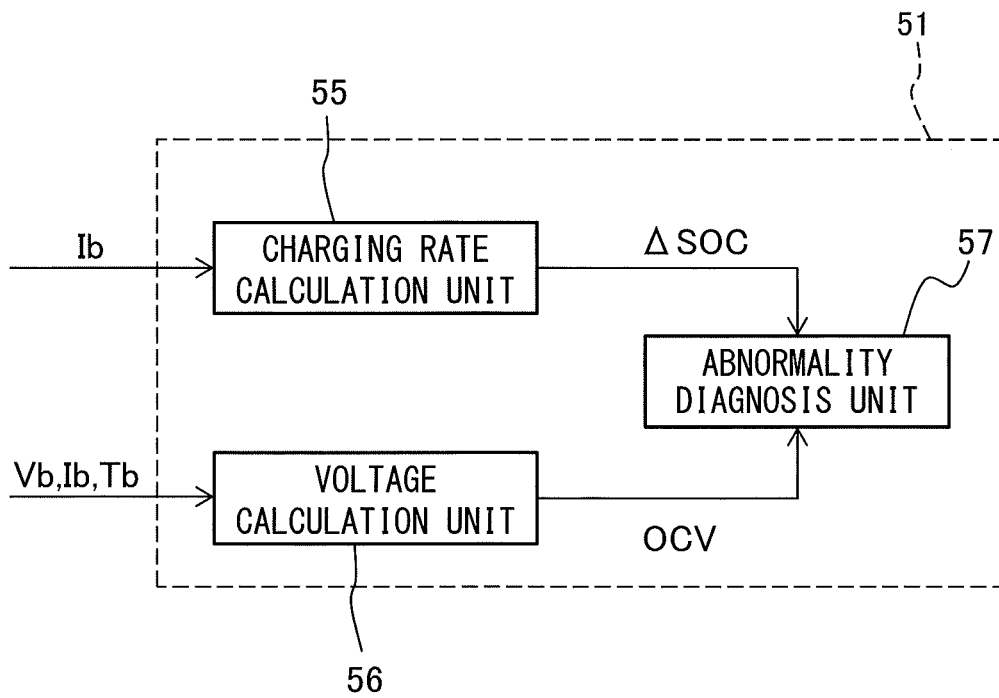 51
55
Ib
CHARGING RATE
CALCULATION UNIT
Δ SOC
57
ABNORMALITY
DIAGNOSIS UNIT
Vb,Ib,Tb
VOLTAGE
CALCULATION UNIT
OCV
56